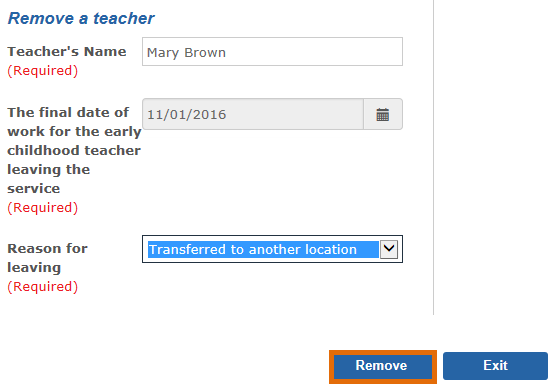 Remove a teacher
Teacher's Name
(Required)
Mary Brown
The final date of
work for the early
childhood teacher
leaving the
service
(Required)
11/01/2016
Reason for
leaving
(Required)
Transferred to another location
Remove
Exit